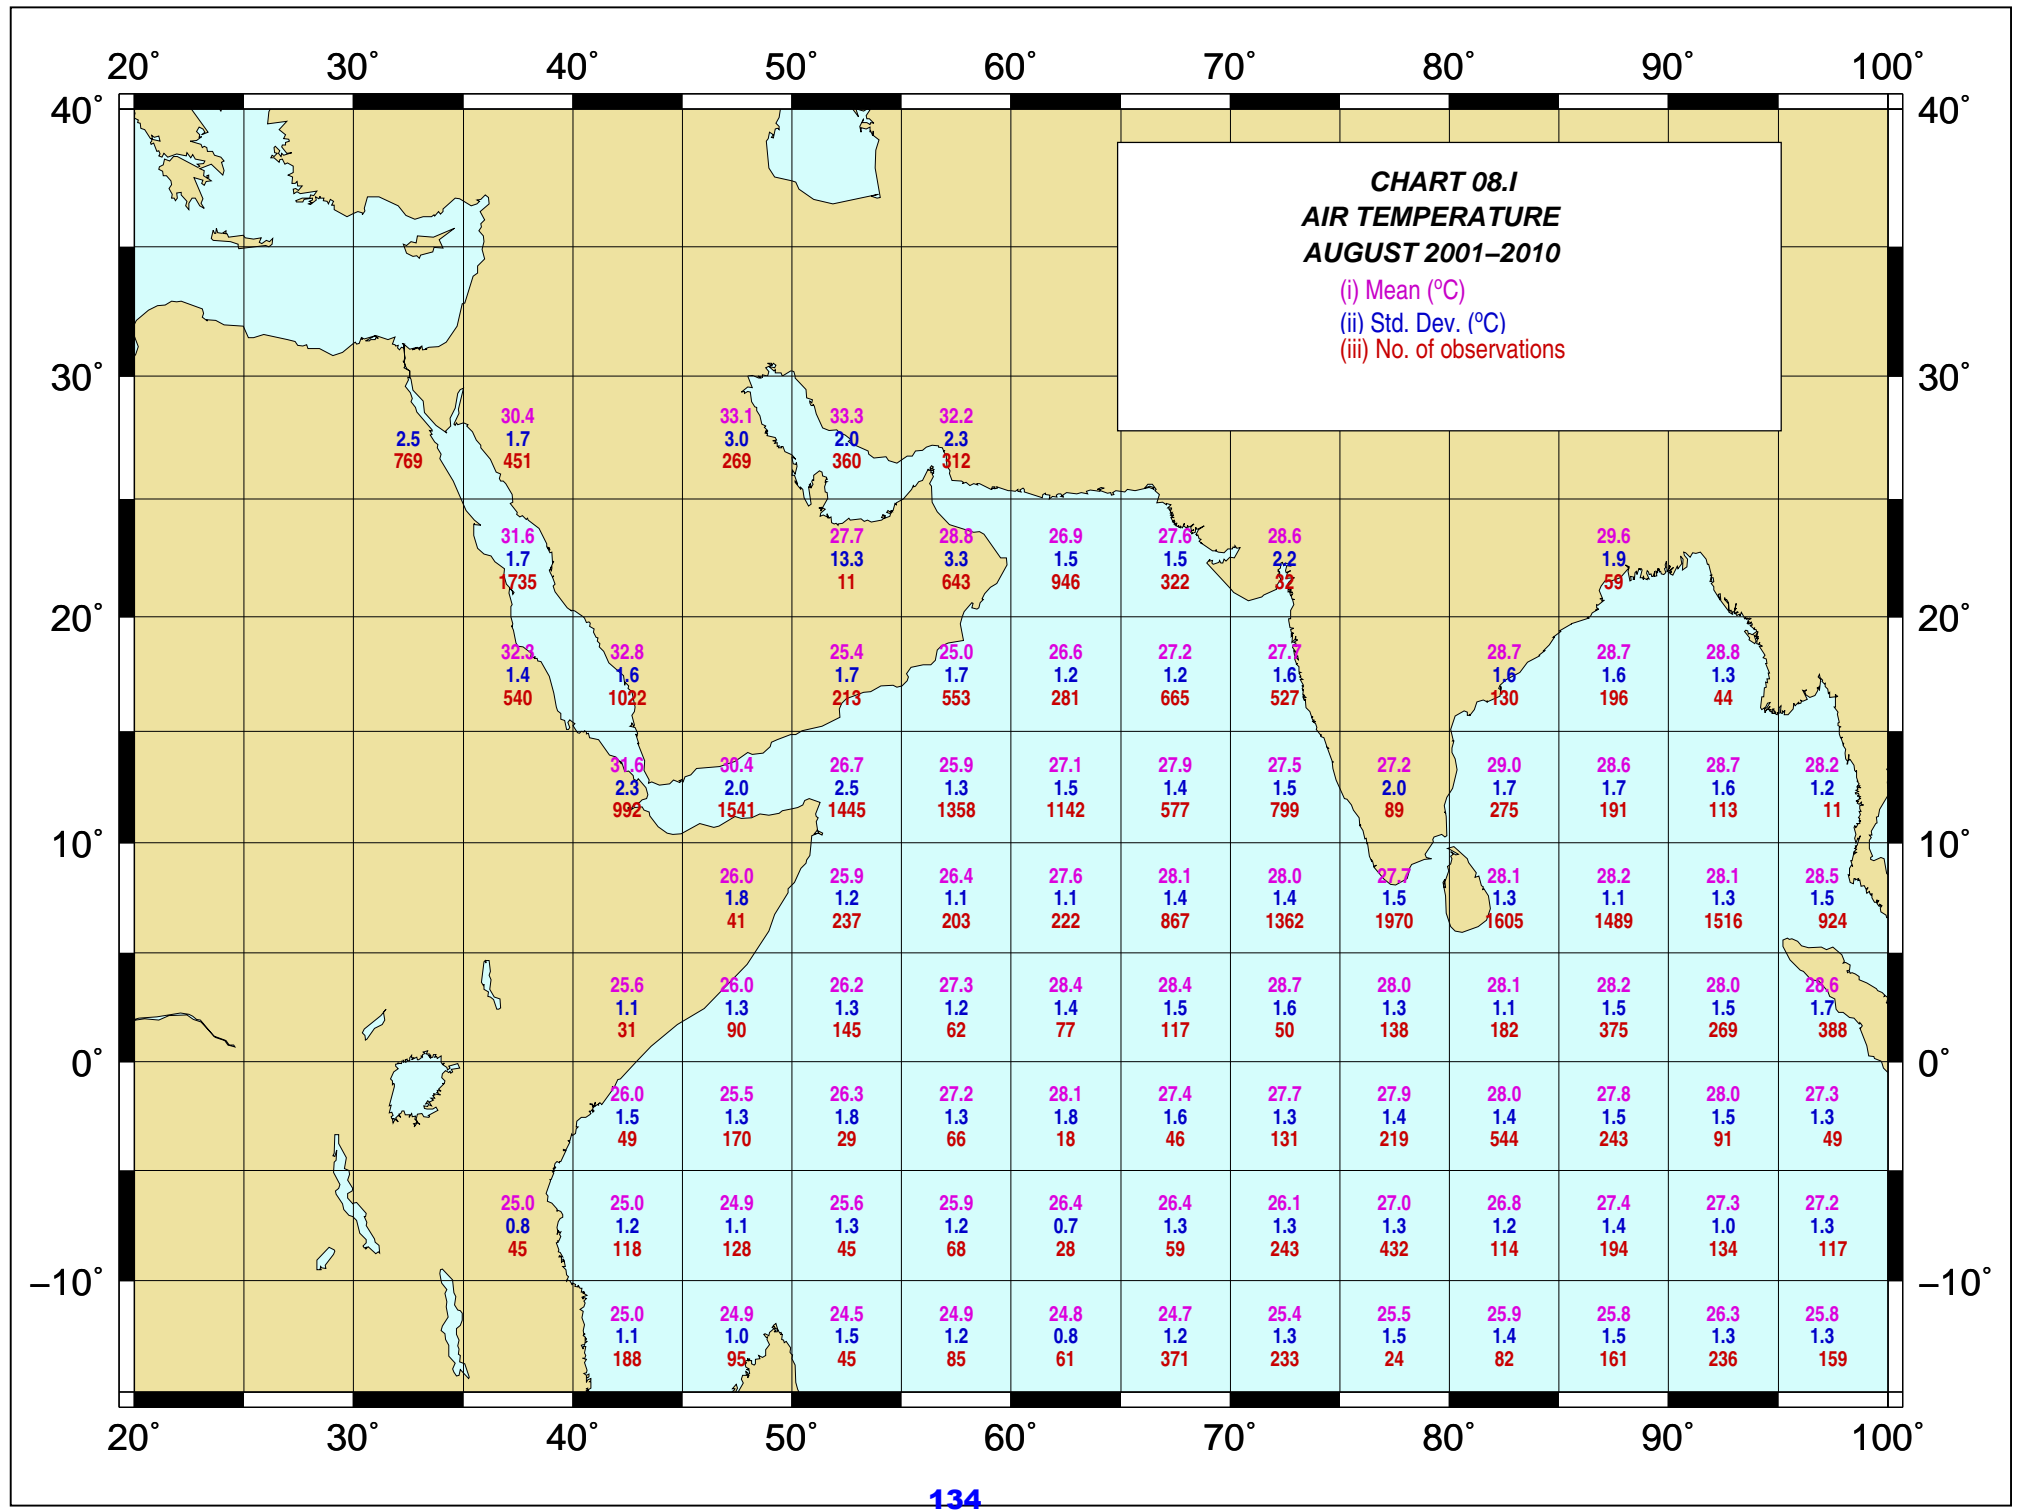 20° 30° 40° 50° 60° 70° 80° 90° 100°
40° 40°
CHART 08.I
AIR TEMPERATURE
AUGUST 2001–2010
(i) Mean (ºC)
(ii) Std. Dev. (ºC)
(iii) No. of observations
30° 30°
30.4 33.1 33.3 32.2
2.5 1.7 3.0 2.0 2.3
769 451 269 360 312
31.6 27.7 28.8 26.9 27.6 28.6 29.6
1.7 13.3 3.3 1.5 1.5 2.2 1.9
1735 11 643 946 322 32 59
20° 20°
32.3 32.8 25.4 25.0 26.6 27.2 27.7 28.7 28.7 28.8
1.4 1.6 1.7 1.7 1.2 1.2 1.6 1.6 1.6 1.3
540 1022 213 553 281 665 527 130 196 44
31.6 30.4 26.7 25.9 27.1 27.9 27.5 27.2 29.0 28.6 28.7 28.2
2.3 2.0 2.5 1.3 1.5 1.4 1.5 2.0 1.7 1.7 1.6 1.2
992 1541 1445 1358 1142 577 799 89 275 191 113 11
10° 10°
26.0 25.9 26.4 27.6 28.1 28.0 27.7 28.1 28.2 28.1 28.5
1.8 1.2 1.1 1.1 1.4 1.4 1.5 1.3 1.1 1.3 1.5
41 237 203 222 867 1362 1970 1605 1489 1516 924
25.6 26.0 26.2 27.3 28.4 28.4 28.7 28.0 28.1 28.2 28.0 28.6
1.1 1.3 1.3 1.2 1.4 1.5 1.6 1.3 1.1 1.5 1.5 1.7
31 90 145 62 77 117 50 138 182 375 269 388
0° 0°
26.0 25.5 26.3 27.2 28.1 27.4 27.7 27.9 28.0 27.8 28.0 27.3
1.5 1.3 1.8 1.3 1.8 1.6 1.3 1.4 1.4 1.5 1.5 1.3
49 170 29 66 18 46 131 219 544 243 91 49
25.0 25.0 24.9 25.6 25.9 26.4 26.4 26.1 27.0 26.8 27.4 27.3 27.2
0.8 1.2 1.1 1.3 1.2 0.7 1.3 1.3 1.3 1.2 1.4 1.0 1.3
45 118 128 45 68 28 59 243 432 114 194 134 117
–10° –10°
25.0 24.9 24.5 24.9 24.8 24.7 25.4 25.5 25.9 25.8 26.3 25.8
1.1 1.0 1.5 1.2 0.8 1.2 1.3 1.5 1.4 1.5 1.3 1.3
188 95 45 85 61 371 233 24 82 161 236 159
20° 30° 40° 50° 60° 70° 80° 90° 100°
134